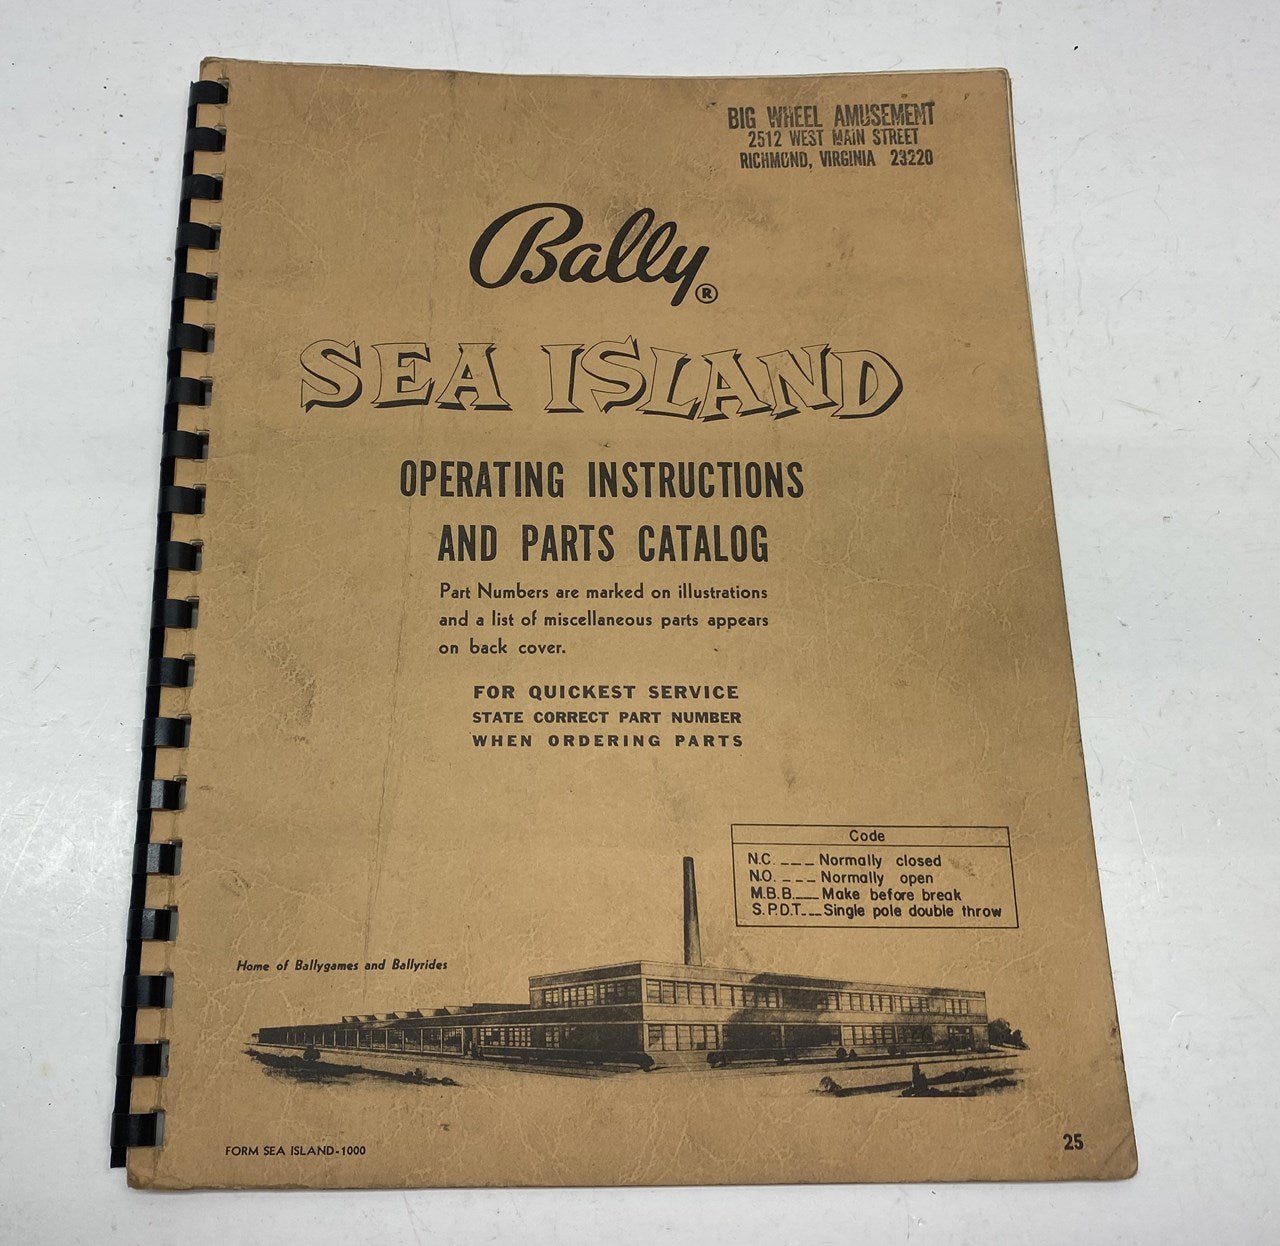 BIG WHEEL AMUSEMENT
2512 WEST MAIN STREET
RICHMOND, VIRGINIA 23220
Bally®
SEA ISLAND
OPERATING INSTRUCTIONS
AND PARTS CATALOG
Part Numbers are marked on illustrations
and a list of miscellaneous parts appears
on back cover.
FOR QUICKEST SERVICE
STATE CORRECT PART NUMBER
WHEN ORDERING PARTS
Code
N.C. ___ Normally closed
N.O. ___ Normally open
M.B.B.___ Make before break
S.P.D.T.___ Single pole double throw
Home of Ballygames and Ballyrides
FORM SEA ISLAND-1000
25